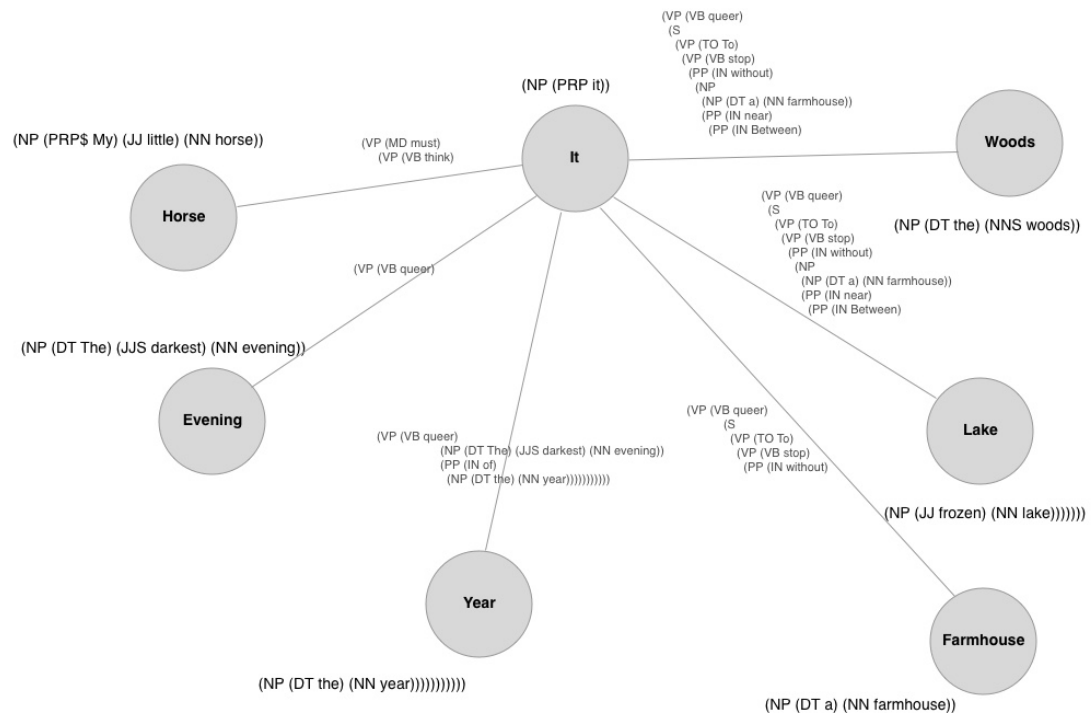 (VP (VB queer)
(S
(VP (TO To)
(VP (VB stop)
(PP (IN without)
(NP
(NP (DT a) (NN farmhouse))
(PP (IN near)
(PP (IN Between)
(NP (PRP it))
It
Woods
(NP (DT the) (NNS woods))
(NP (PRP$ My) (JJ little) (NN horse))
(VP (MD must)
(VP (VB think)
Horse
(VP (VB queer)
(S
(VP (TO To)
(VP (VB stop)
(PP (IN without)
(NP
(NP (DT a) (NN farmhouse))
(PP (IN near)
(PP (IN Between)
(VP (VB queer)
(NP (DT The) (JJS darkest) (NN evening))
Evening
Lake
(NP (JJ frozen) (NN lake)))))))
(VP (VB queer)
(NP (DT The) (JJS darkest) (NN evening))
(PP (IN of)
(NP (DT the) (NN year)))))))))))
(VP (VB queer)
(S
(VP (TO To)
(VP (VB stop)
(PP (IN without)
Year
(NP (DT the) (NN year)))))))))))
Farmhouse
(NP (DT a) (NN farmhouse))